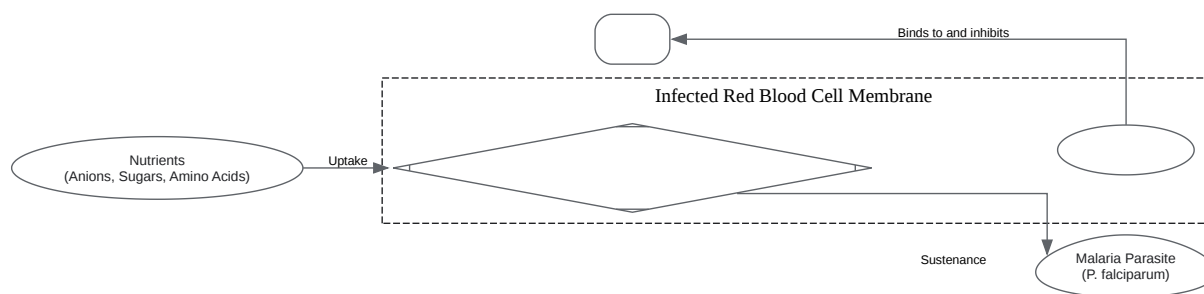 Binds to and inhibits
Infected Red Blood Cell Membrane
Nutrients
(Anions, Sugars, Amino Acids)
Uptake
Sustenance
Malaria Parasite
(P. falciparum)